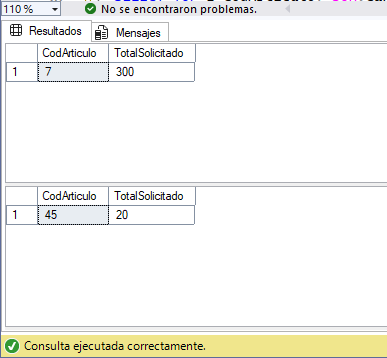 110 %
No se encontraron problemas.
Resultados Mensajes
CodArticulo TotalSolicitado
1 7 300
CodArticulo TotalSolicitado
1 45 20
Consulta ejecutada correctamente.